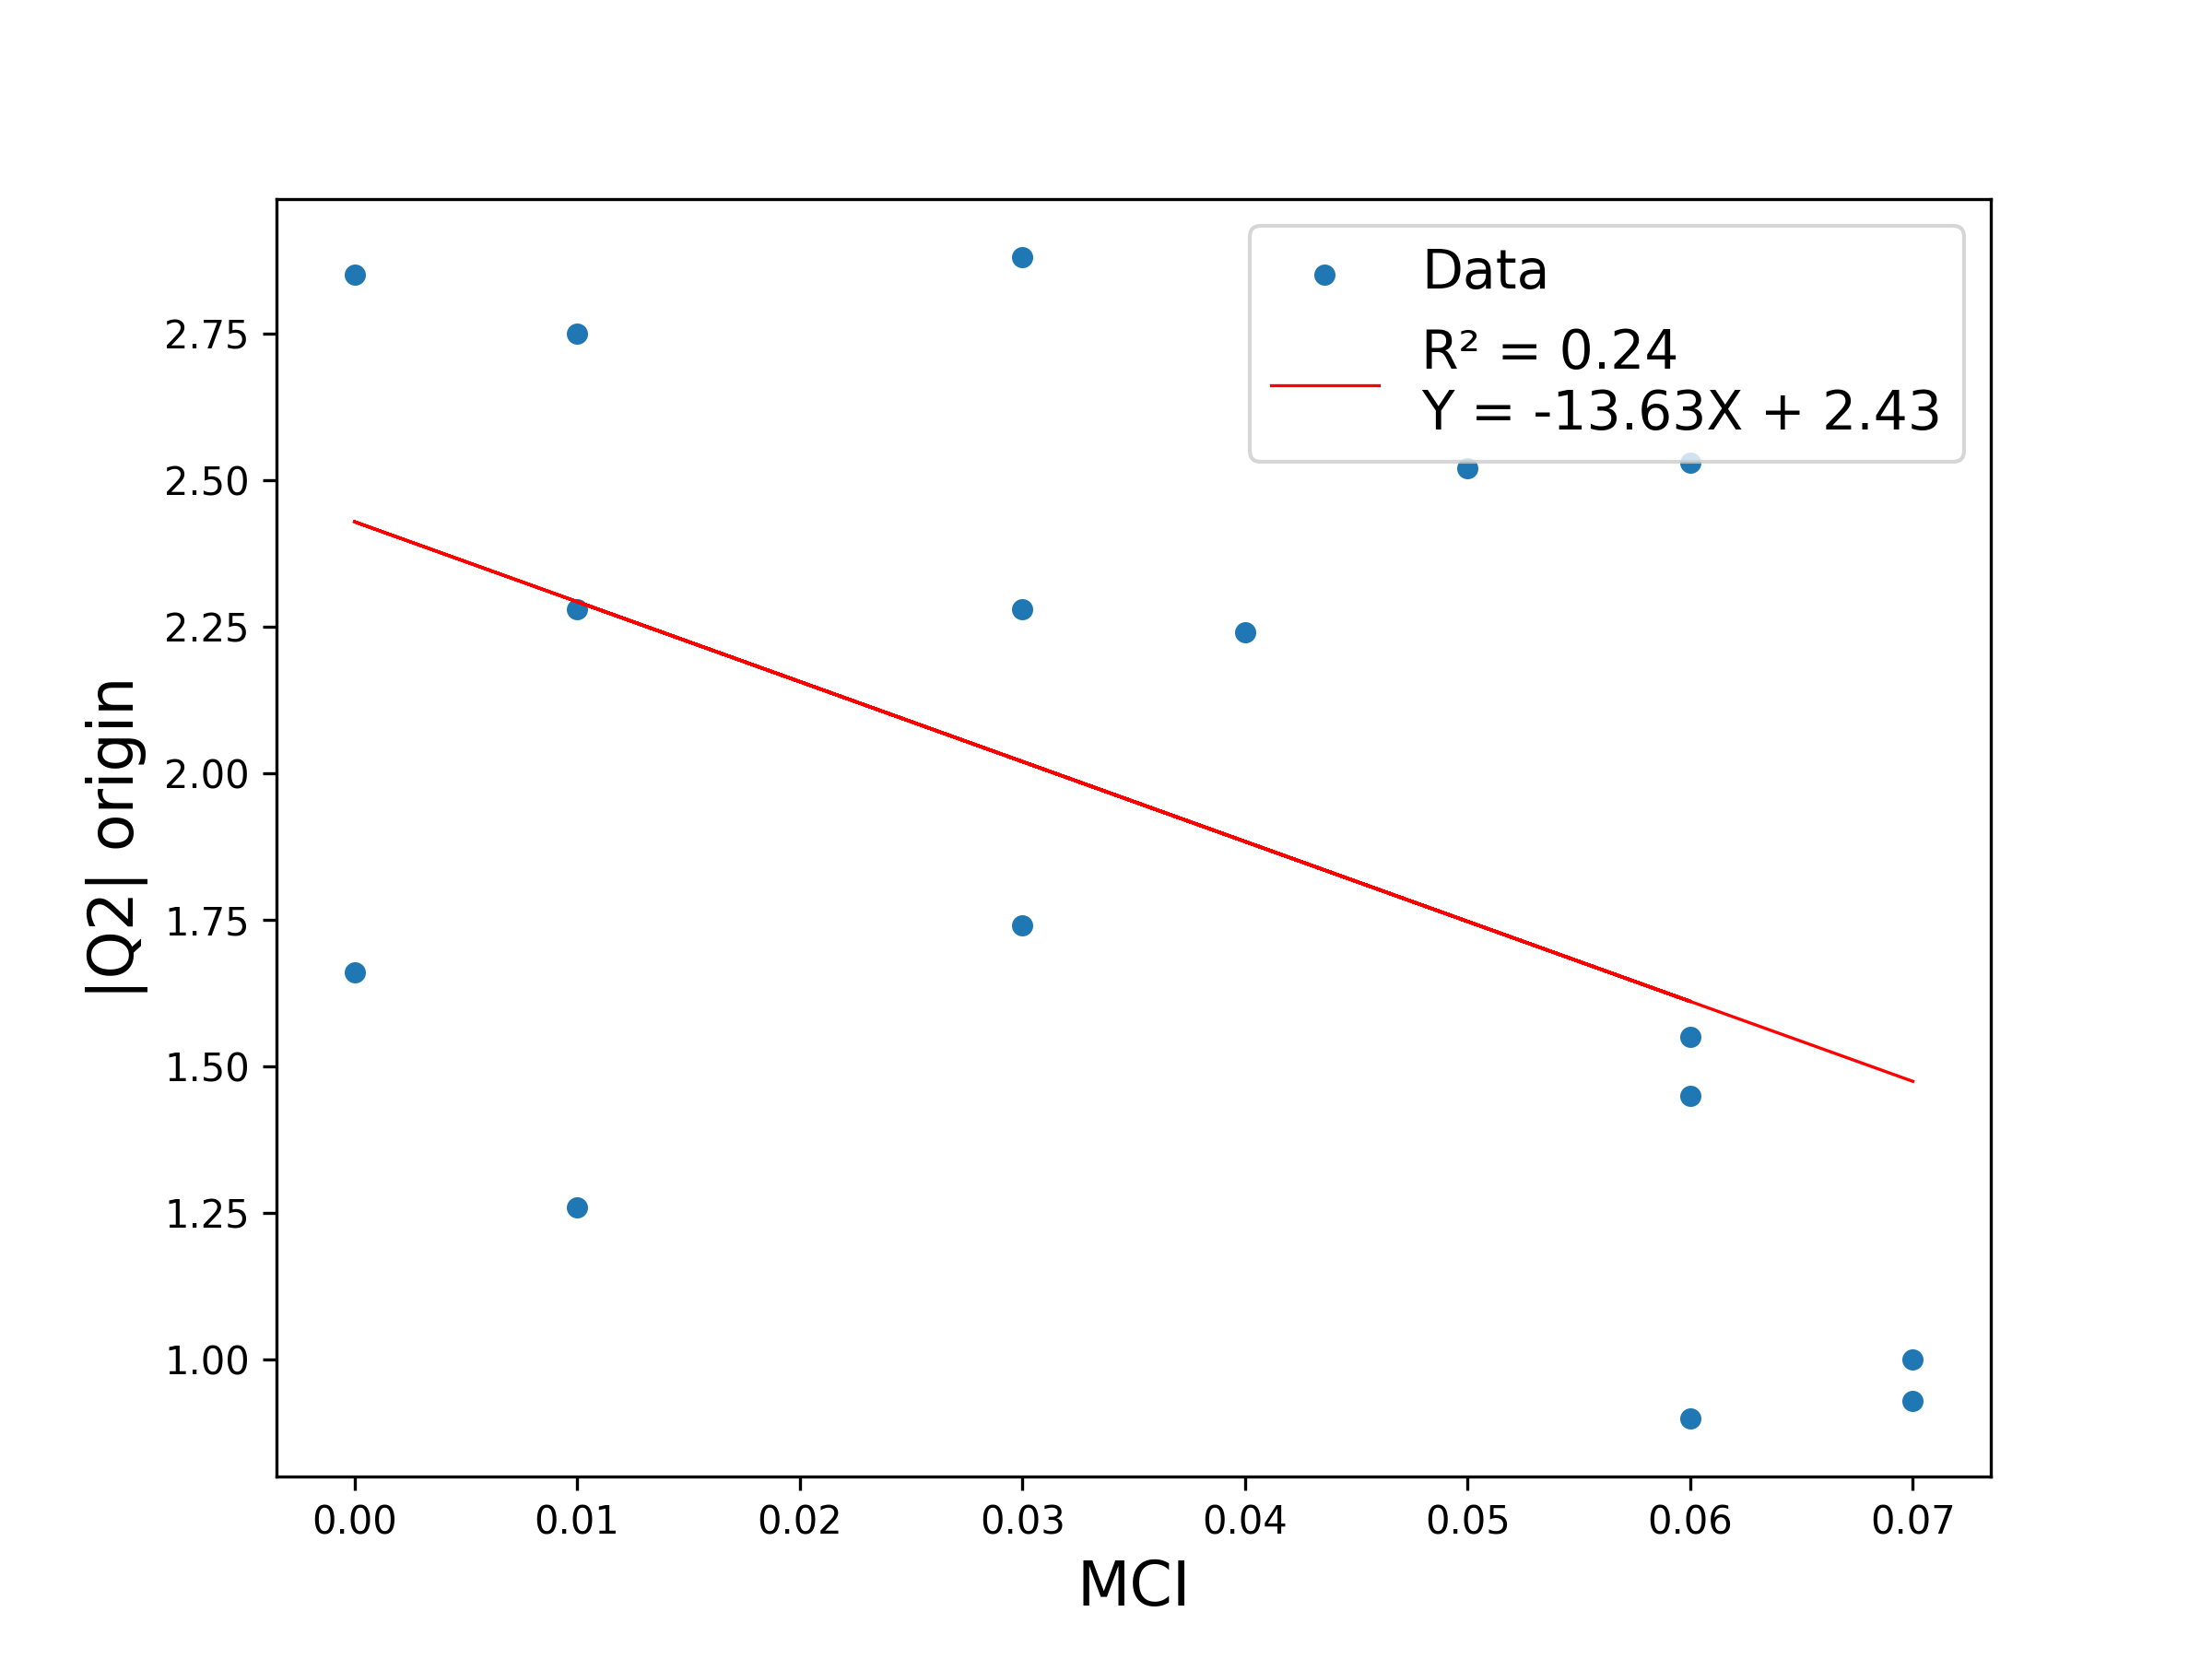 Data
R² = 0.24
Y = -13.63X + 2.43
2.75
2.50
2.25
2.00
1.75
1.50
1.25
1.00
|Q2| origin
0.00 0.01 0.02 0.03 0.04 0.05 0.06 0.07
MCI